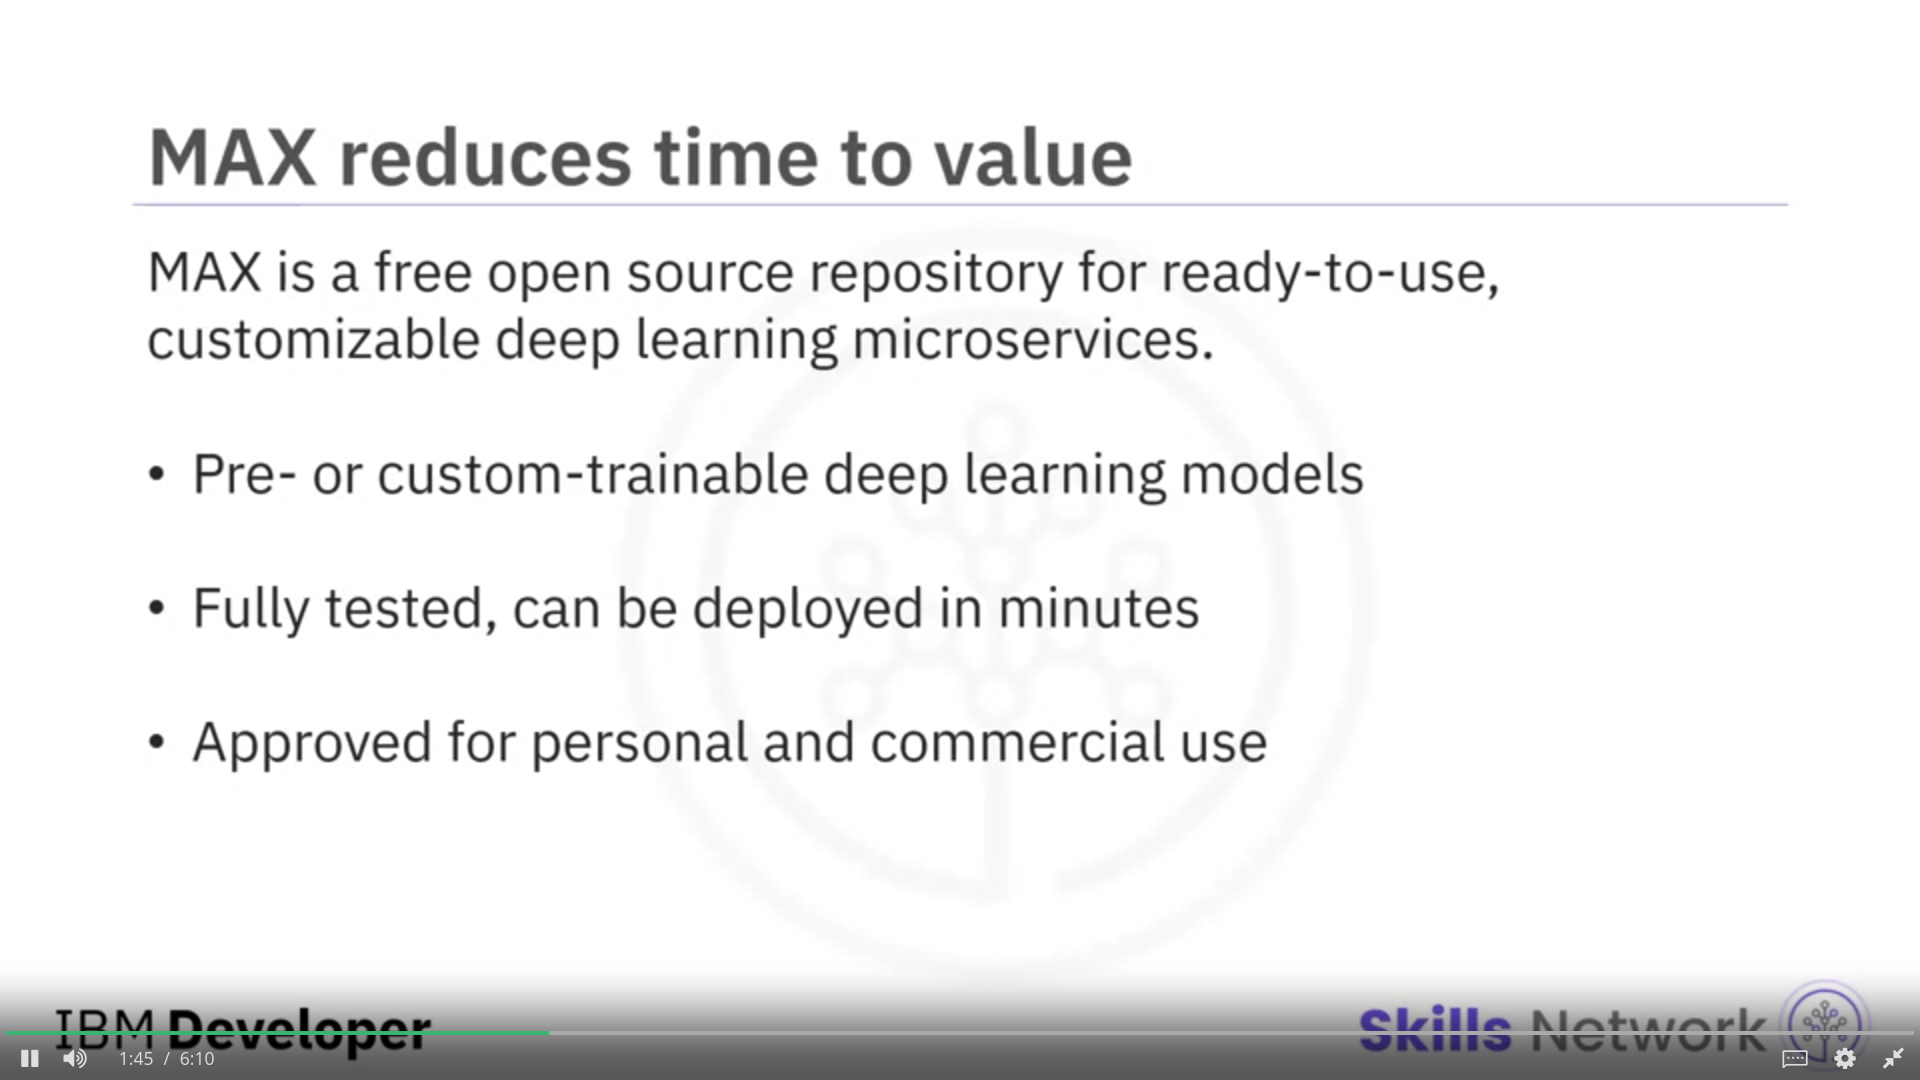 MAX reduces time to value
MAX is a free open source repository for ready-to-use,
customizable deep learning microservices.
• Pre- or custom-trainable deep learning models
• Fully tested, can be deployed in minutes
• Approved for personal and commercial use
IBM Developer
Skills Network
1:45 / 6:10